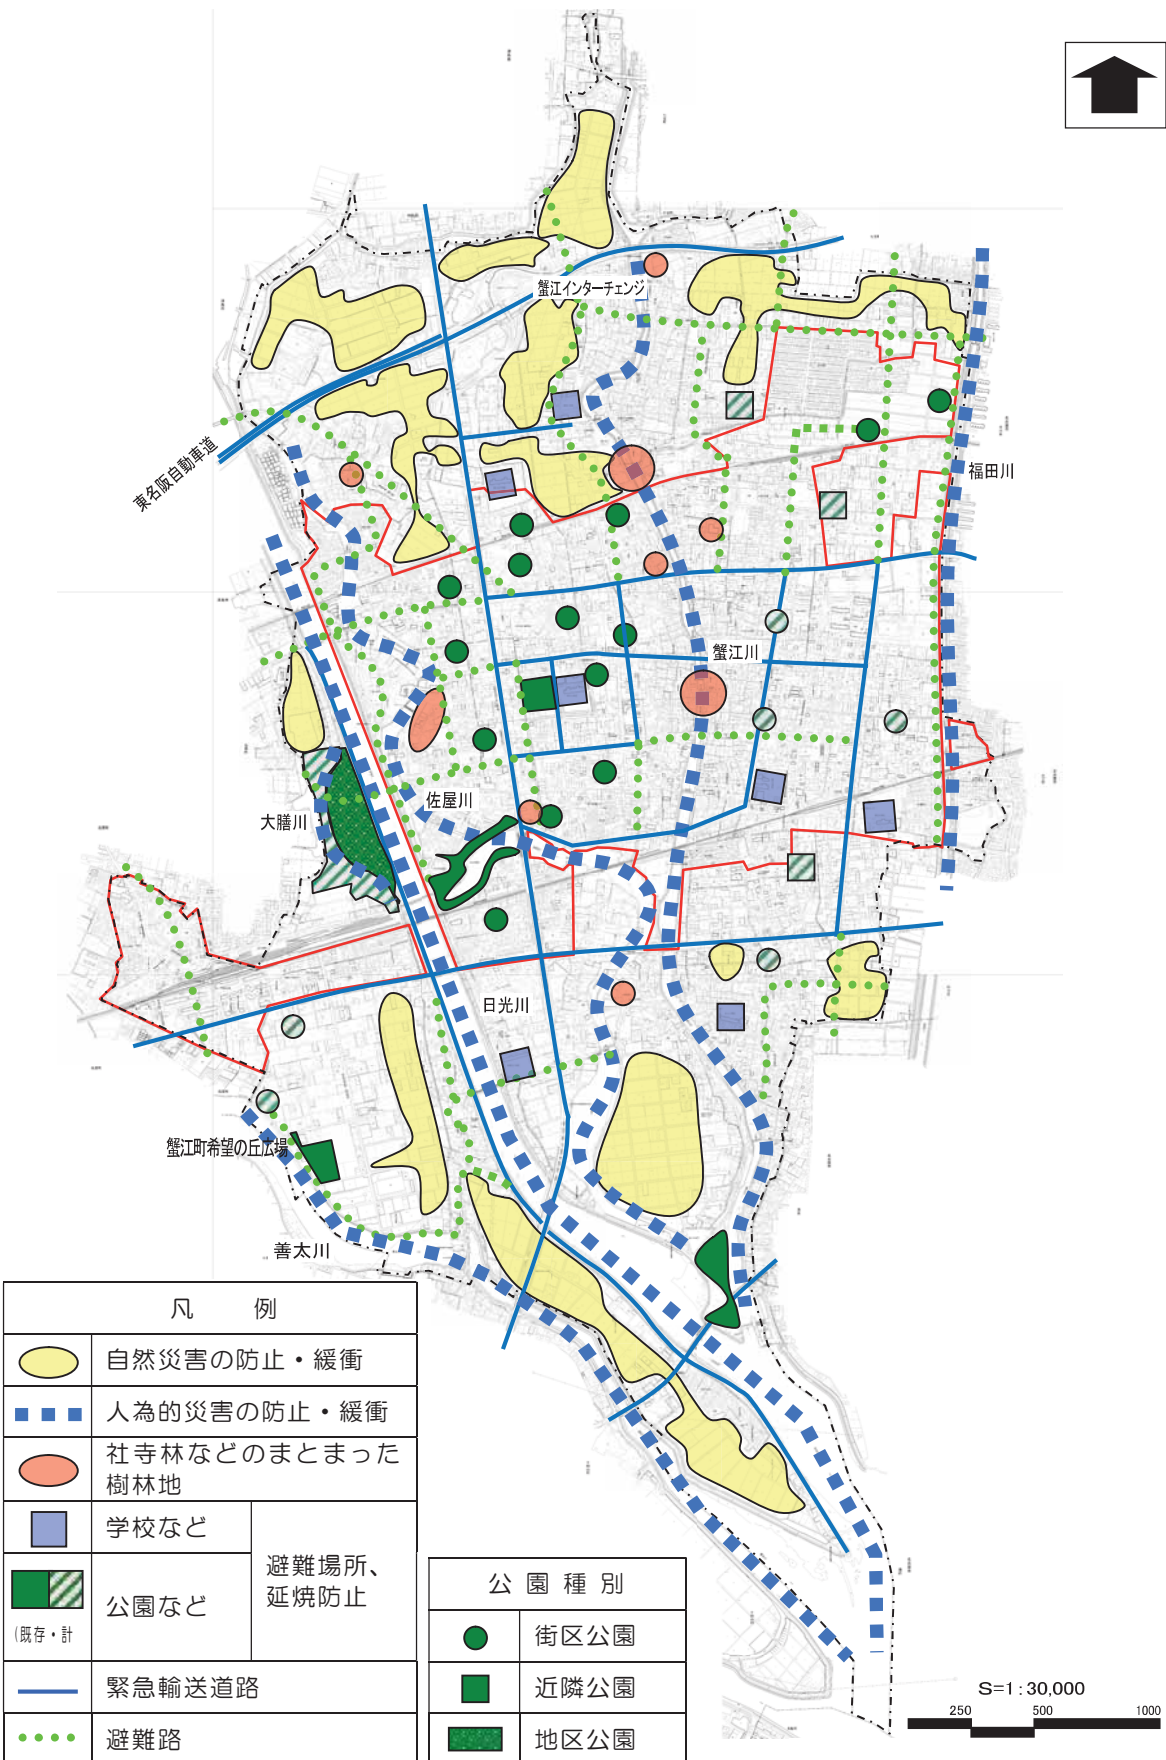 蟹江インターチェンジ
東名阪自動車道
福田川
蟹江川
佐屋川
大膳川
日光川
蟹江町希望の丘広場
善太川
凡 例
自然災害の防止・緩衝
人為的災害の防止・緩衝
社寺林などのまとまった
樹林地
学校など
避難場所、
延焼防止
公園など
(既存・計
緊急輸送道路
避難路
公園種別
街区公園
近隣公園
地区公園
S=1:30,000
250 500 1000